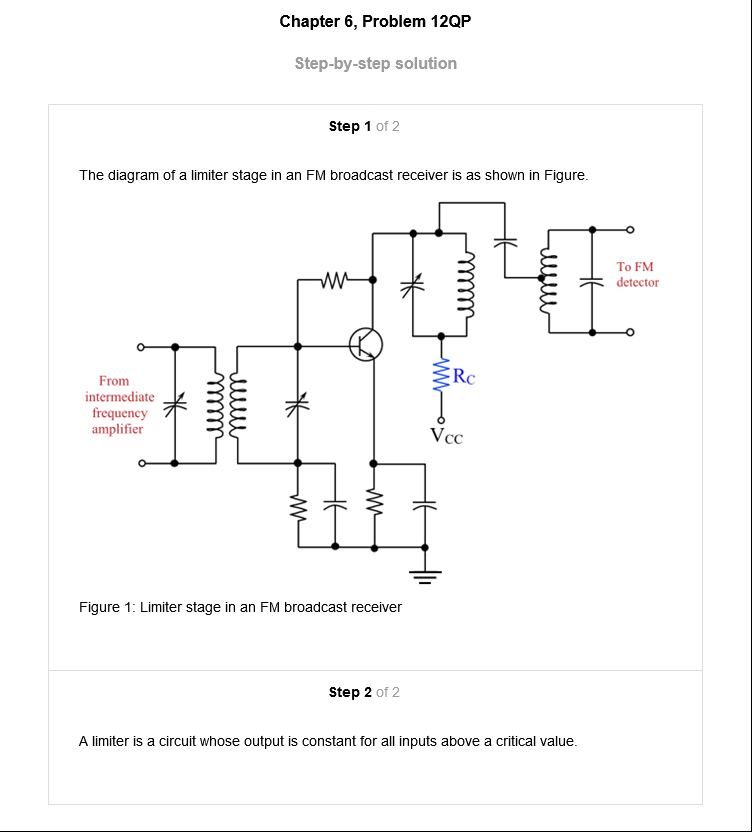 Chapter 6, Problem 12QP
Step-by-step solution
Step 1 of 2
The diagram of a limiter stage in an FM broadcast receiver is as shown in Figure.
To FM
detector
From
intermediate
frequency
amplifier
RC
VCC
Figure 1: Limiter stage in an FM broadcast receiver
Step 2 of 2
A limiter is a circuit whose output is constant for all inputs above a critical value.